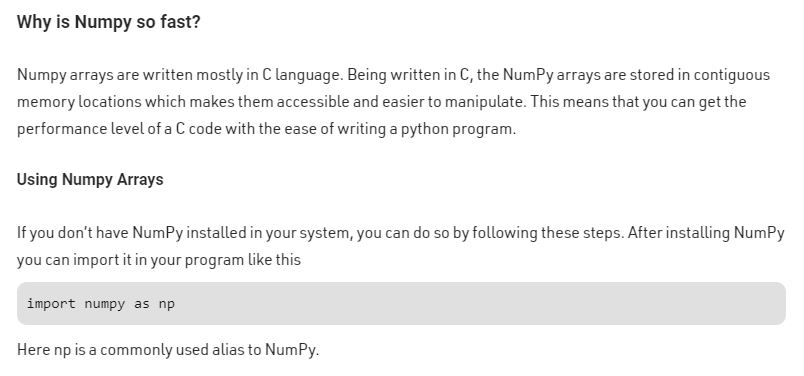 Why is Numpy so fast?
Numpy arrays are written mostly in C language. Being written in C, the NumPy arrays are stored in contiguous
memory locations which makes them accessible and easier to manipulate. This means that you can get the
performance level of a C code with the ease of writing a python program.
Using Numpy Arrays
If you don’t have NumPy installed in your system, you can do so by following these steps. After installing NumPy
you can import it in your program like this
import numpy as np
Here np is a commonly used alias to NumPy.